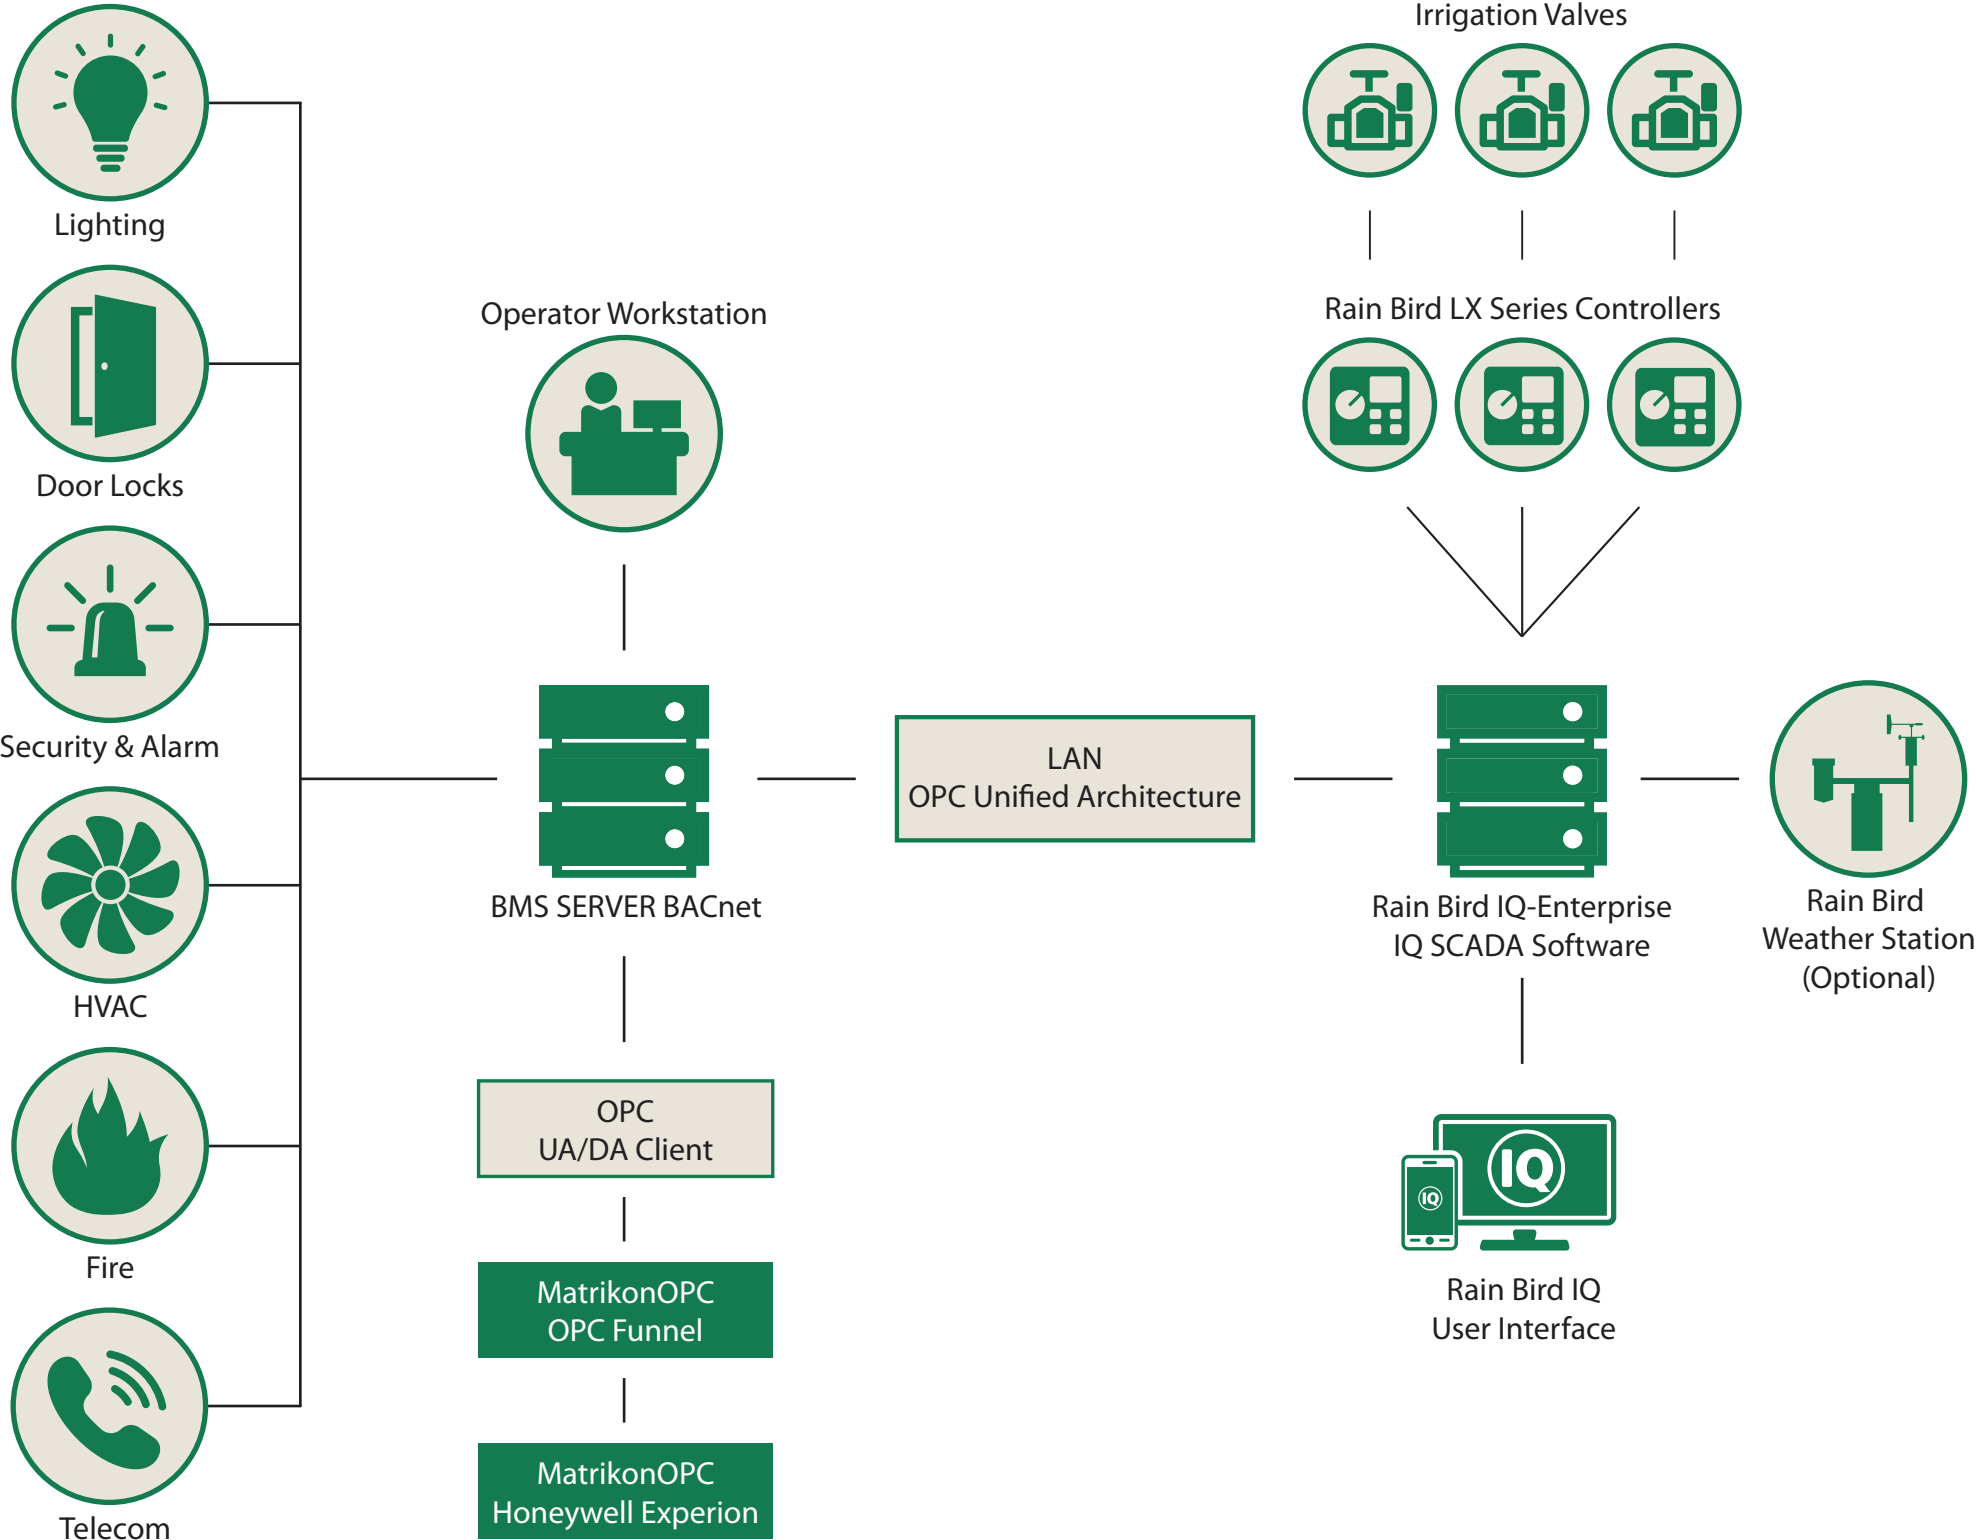 Lighting
Door Locks
Security & Alarm
HVAC
Fire
Telecom
Operator Workstation
BMS SERVER BACnet
OPC
UA/DA Client
MatrikonOPC
OPC Funnel
MatrikonOPC
Honeywell Experion
LAN
OPC Unified Architecture
Irrigation Valves
Rain Bird LX Series Controllers
Rain Bird IQ-Enterprise
IQ SCADA Software
Rain Bird
Weather Station
(Optional)
IQ
IQ
Rain Bird IQ
User Interface